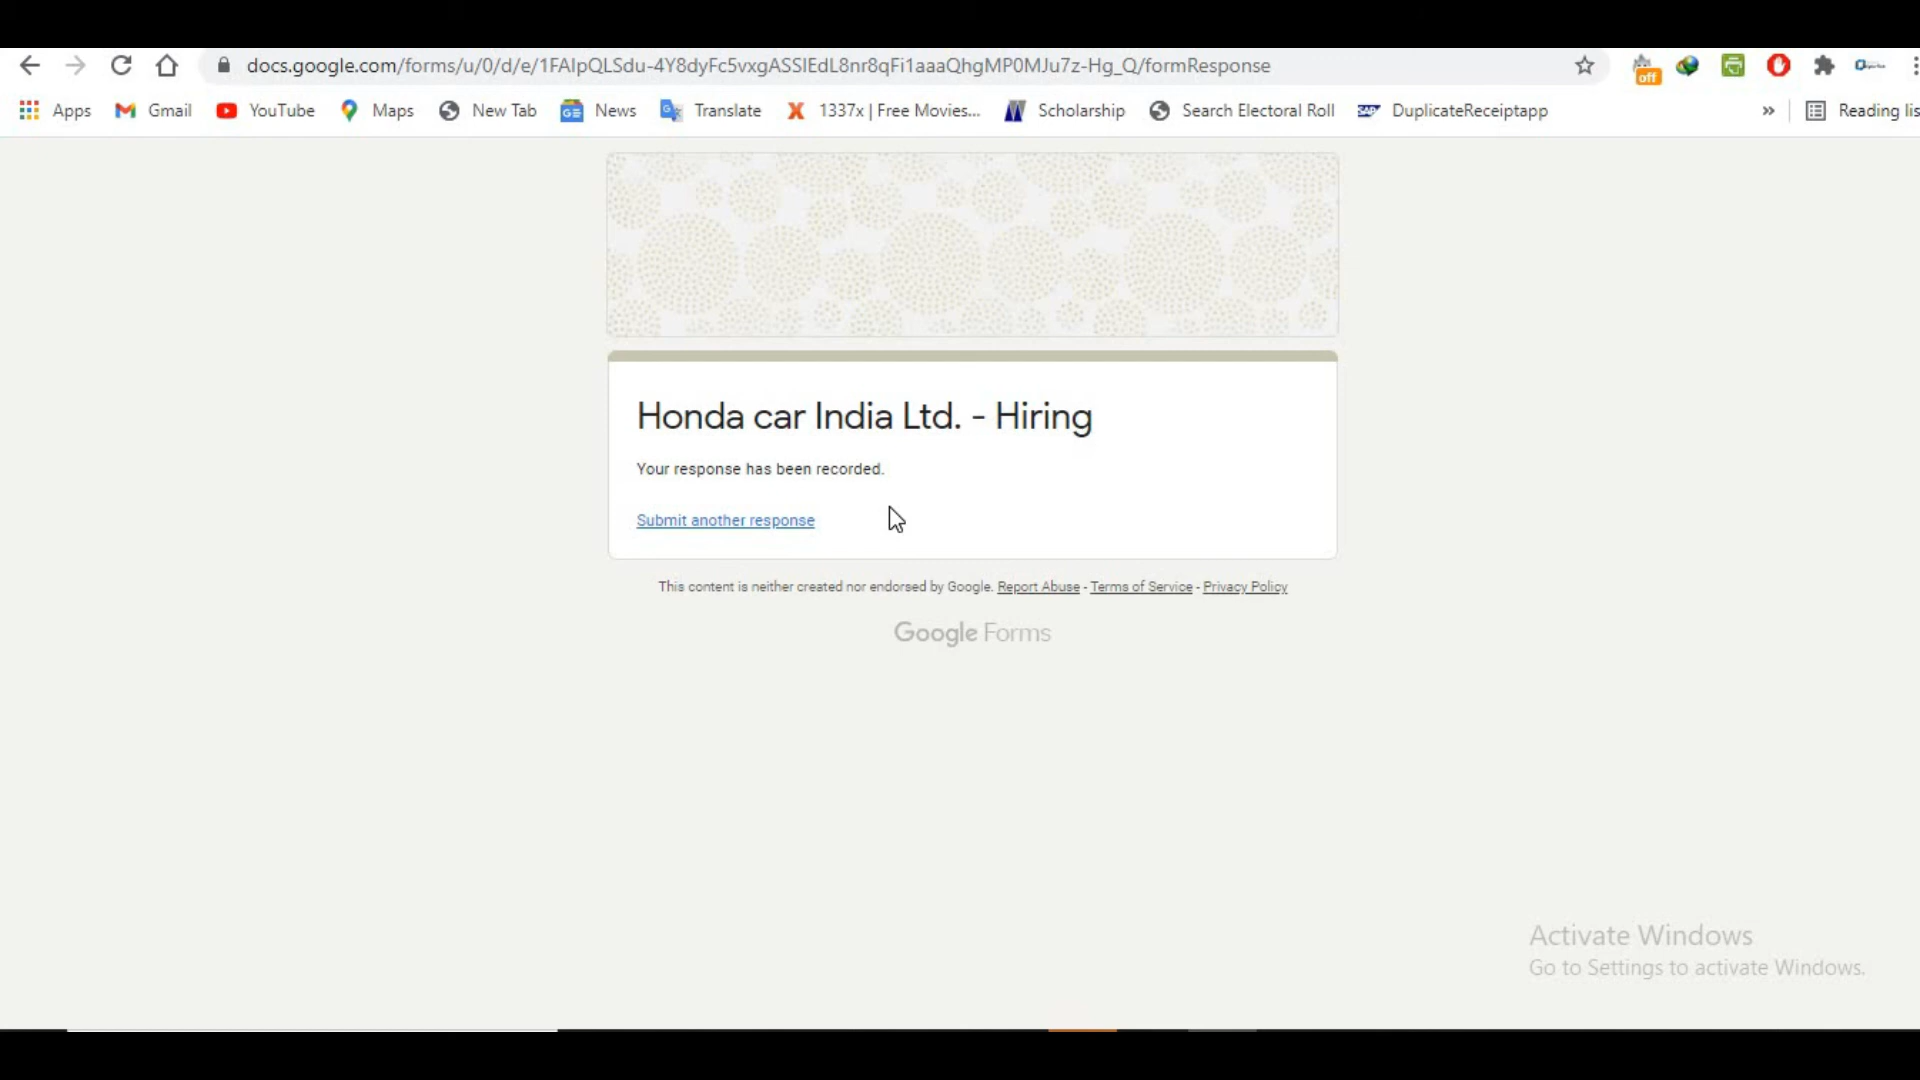 docs.google.com/forms/u/0/d/e/1FAIpQLSdu-4Y8dyFc5vxgASSIEdL8nr8qFi1aaaQhgMP0MJu7z-Hg_Q/formResponse
off
Apps Gmail YouTube Maps New Tab News Translate 1337x | Free Movies... Scholarship Search Electoral Roll DuplicateReceiptapp » Reading lis
Honda car India Ltd. - Hiring
Your response has been recorded.
Submit another response
This content is neither created nor endorsed by Google. Report Abuse - Terms of Service - Privacy Policy
Google Forms
Activate Windows
Go to Settings to activate Windows.